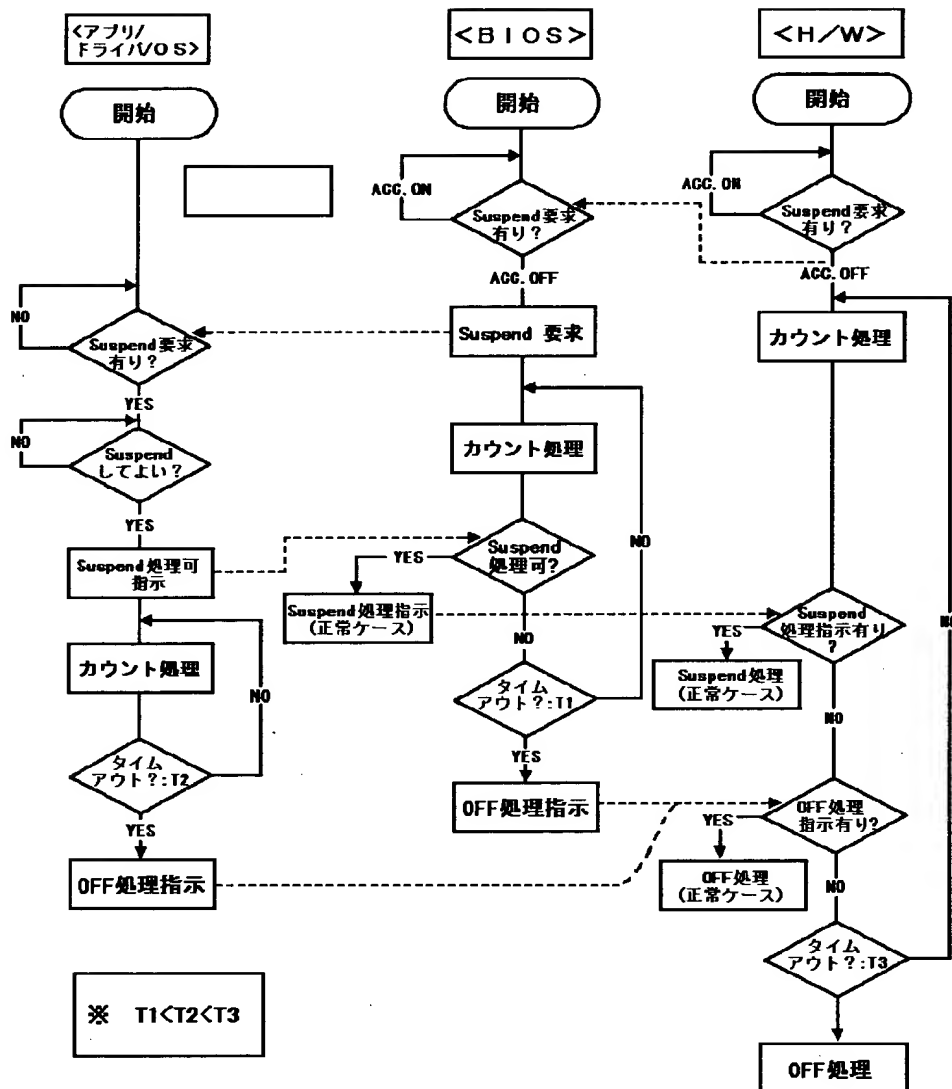 <アプリ/
ドライバ/OS>
開始
NO
Suspend要求
有り?
YES
NO
Suspend
してよい?
YES
Suspend処理可
指示
カウント処理
NO
タイム
アウト?:T2
YES
OFF処理指示
※ T1<T2<T3
<BIOS>
開始
ACC.ON
Suspend要求
有り?
ACC.OFF
Suspend 要求
カウント処理
NO
Suspend
処理可?
YES
Suspend処理指示
(正常ケース)
NO
タイム
アウト?:T1
YES
OFF処理指示
<H/W>
開始
ACC.ON
Suspend要求
有り?
ACC.OFF
カウント処理
NO
Suspend
処理指示有り
?
YES
Suspend処理
(正常ケース)
NO
OFF処理
指示有り?
YES
OFF処理
(正常ケース)
NO
タイム
アウト?:T3
OFF処理